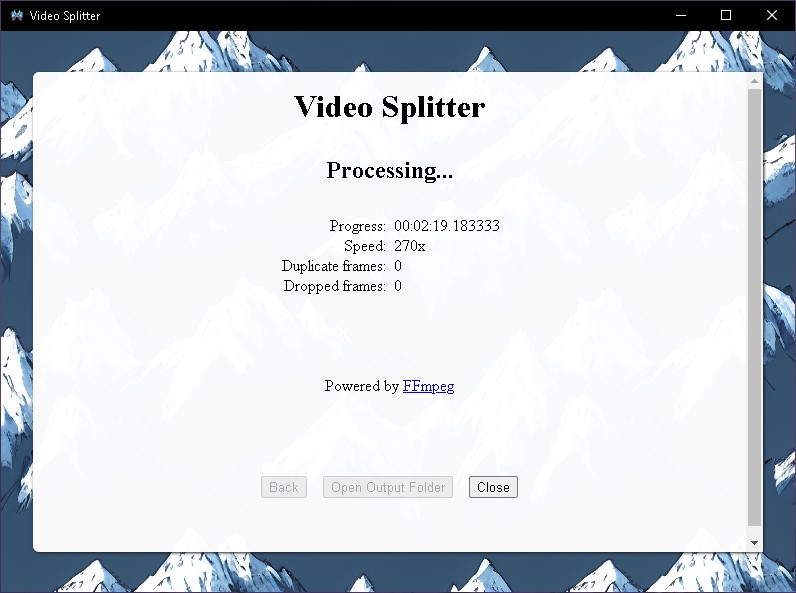 Video Splitter
Video Splitter
Processing...
Progress: 00:02:19.183333
Speed: 270x
Duplicate frames: 0
Dropped frames: 0
Powered by FFmpeg
Back Open Output Folder Close